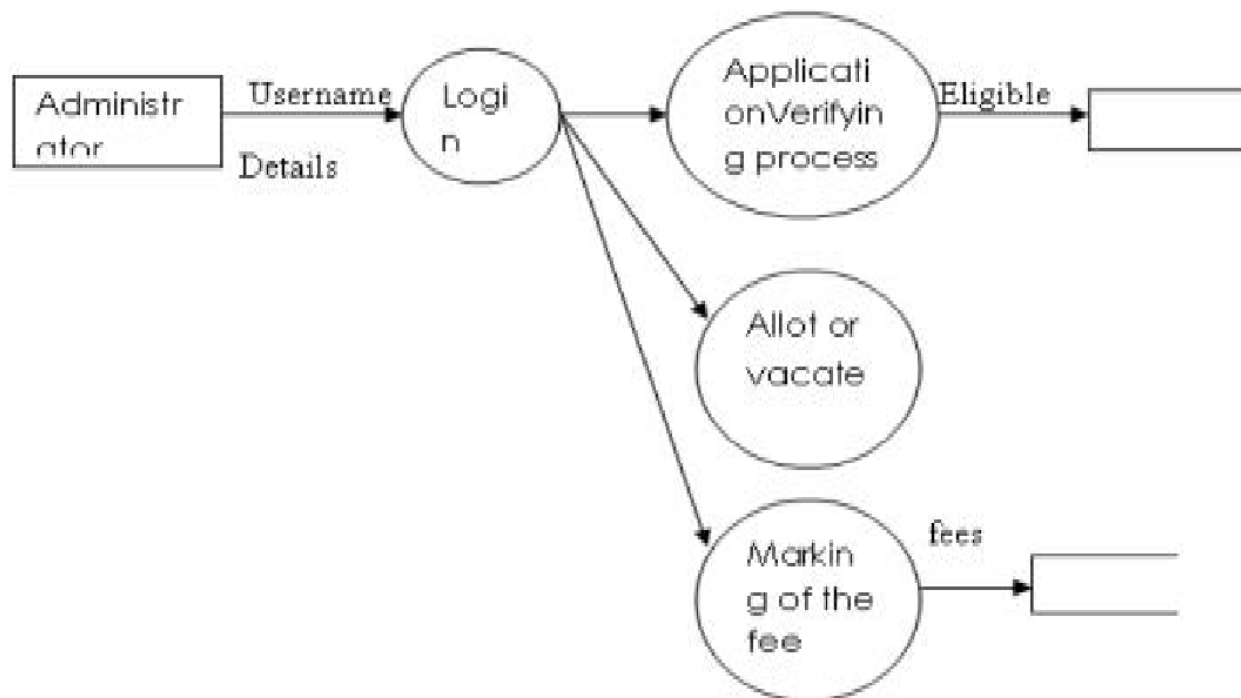 Administr
ator
Username
Details
Logi
n
Applicati
onVerifyin
g process
Eligible
Allot or
vacate
Markin
g of the
fee
fees